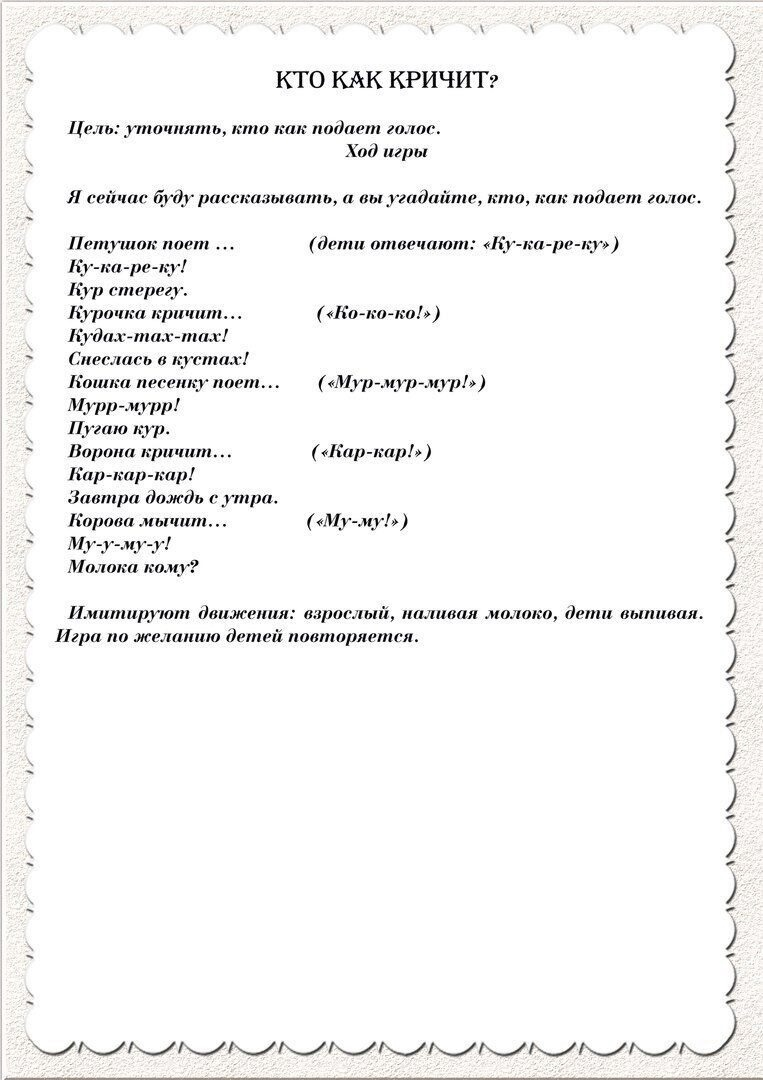 КТО КАК КРИЧИТ?
Цель: уточнять, кто как подает голос.
Ход игры
Я сейчас буду рассказывать, а вы угадайте, кто, как подает голос.
Петушок поет … (дети отвечают: «Ку-ка-ре-ку»)
Ку-ка-ре-ку!
Кур стерегу.
Курочка кричит… («Ко-ко-ко!»)
Кудах-тах-тах!
Снеслась в кустах!
Кошка песенку поет… («Мур-мур-мур!»)
Мурр-мурр!
Пугаю кур.
Ворона кричит… («Кар-кар!»)
Кар-кар-кар!
Завтра дождь с утра.
Корова мычит… («Му-му!»)
Му-у-му-у!
Молока кому?
Имитируют движения: взрослый, наливая молоко, дети выпивая.
Игра по желанию детей повторяется.